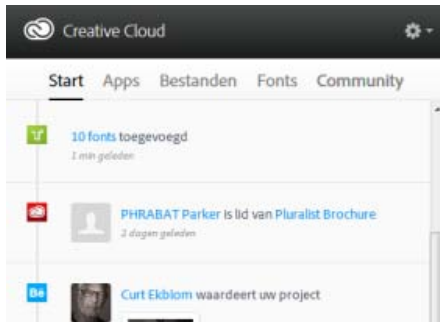 Creative Cloud
Start Apps Bestanden Fonts Community
10 fonts toegevoegd
1 min geleden
PHRABAT Parker is lid van Pluralist Brochure
2 dagen geleden
Bē
Curt Ekblom waardeert uw project